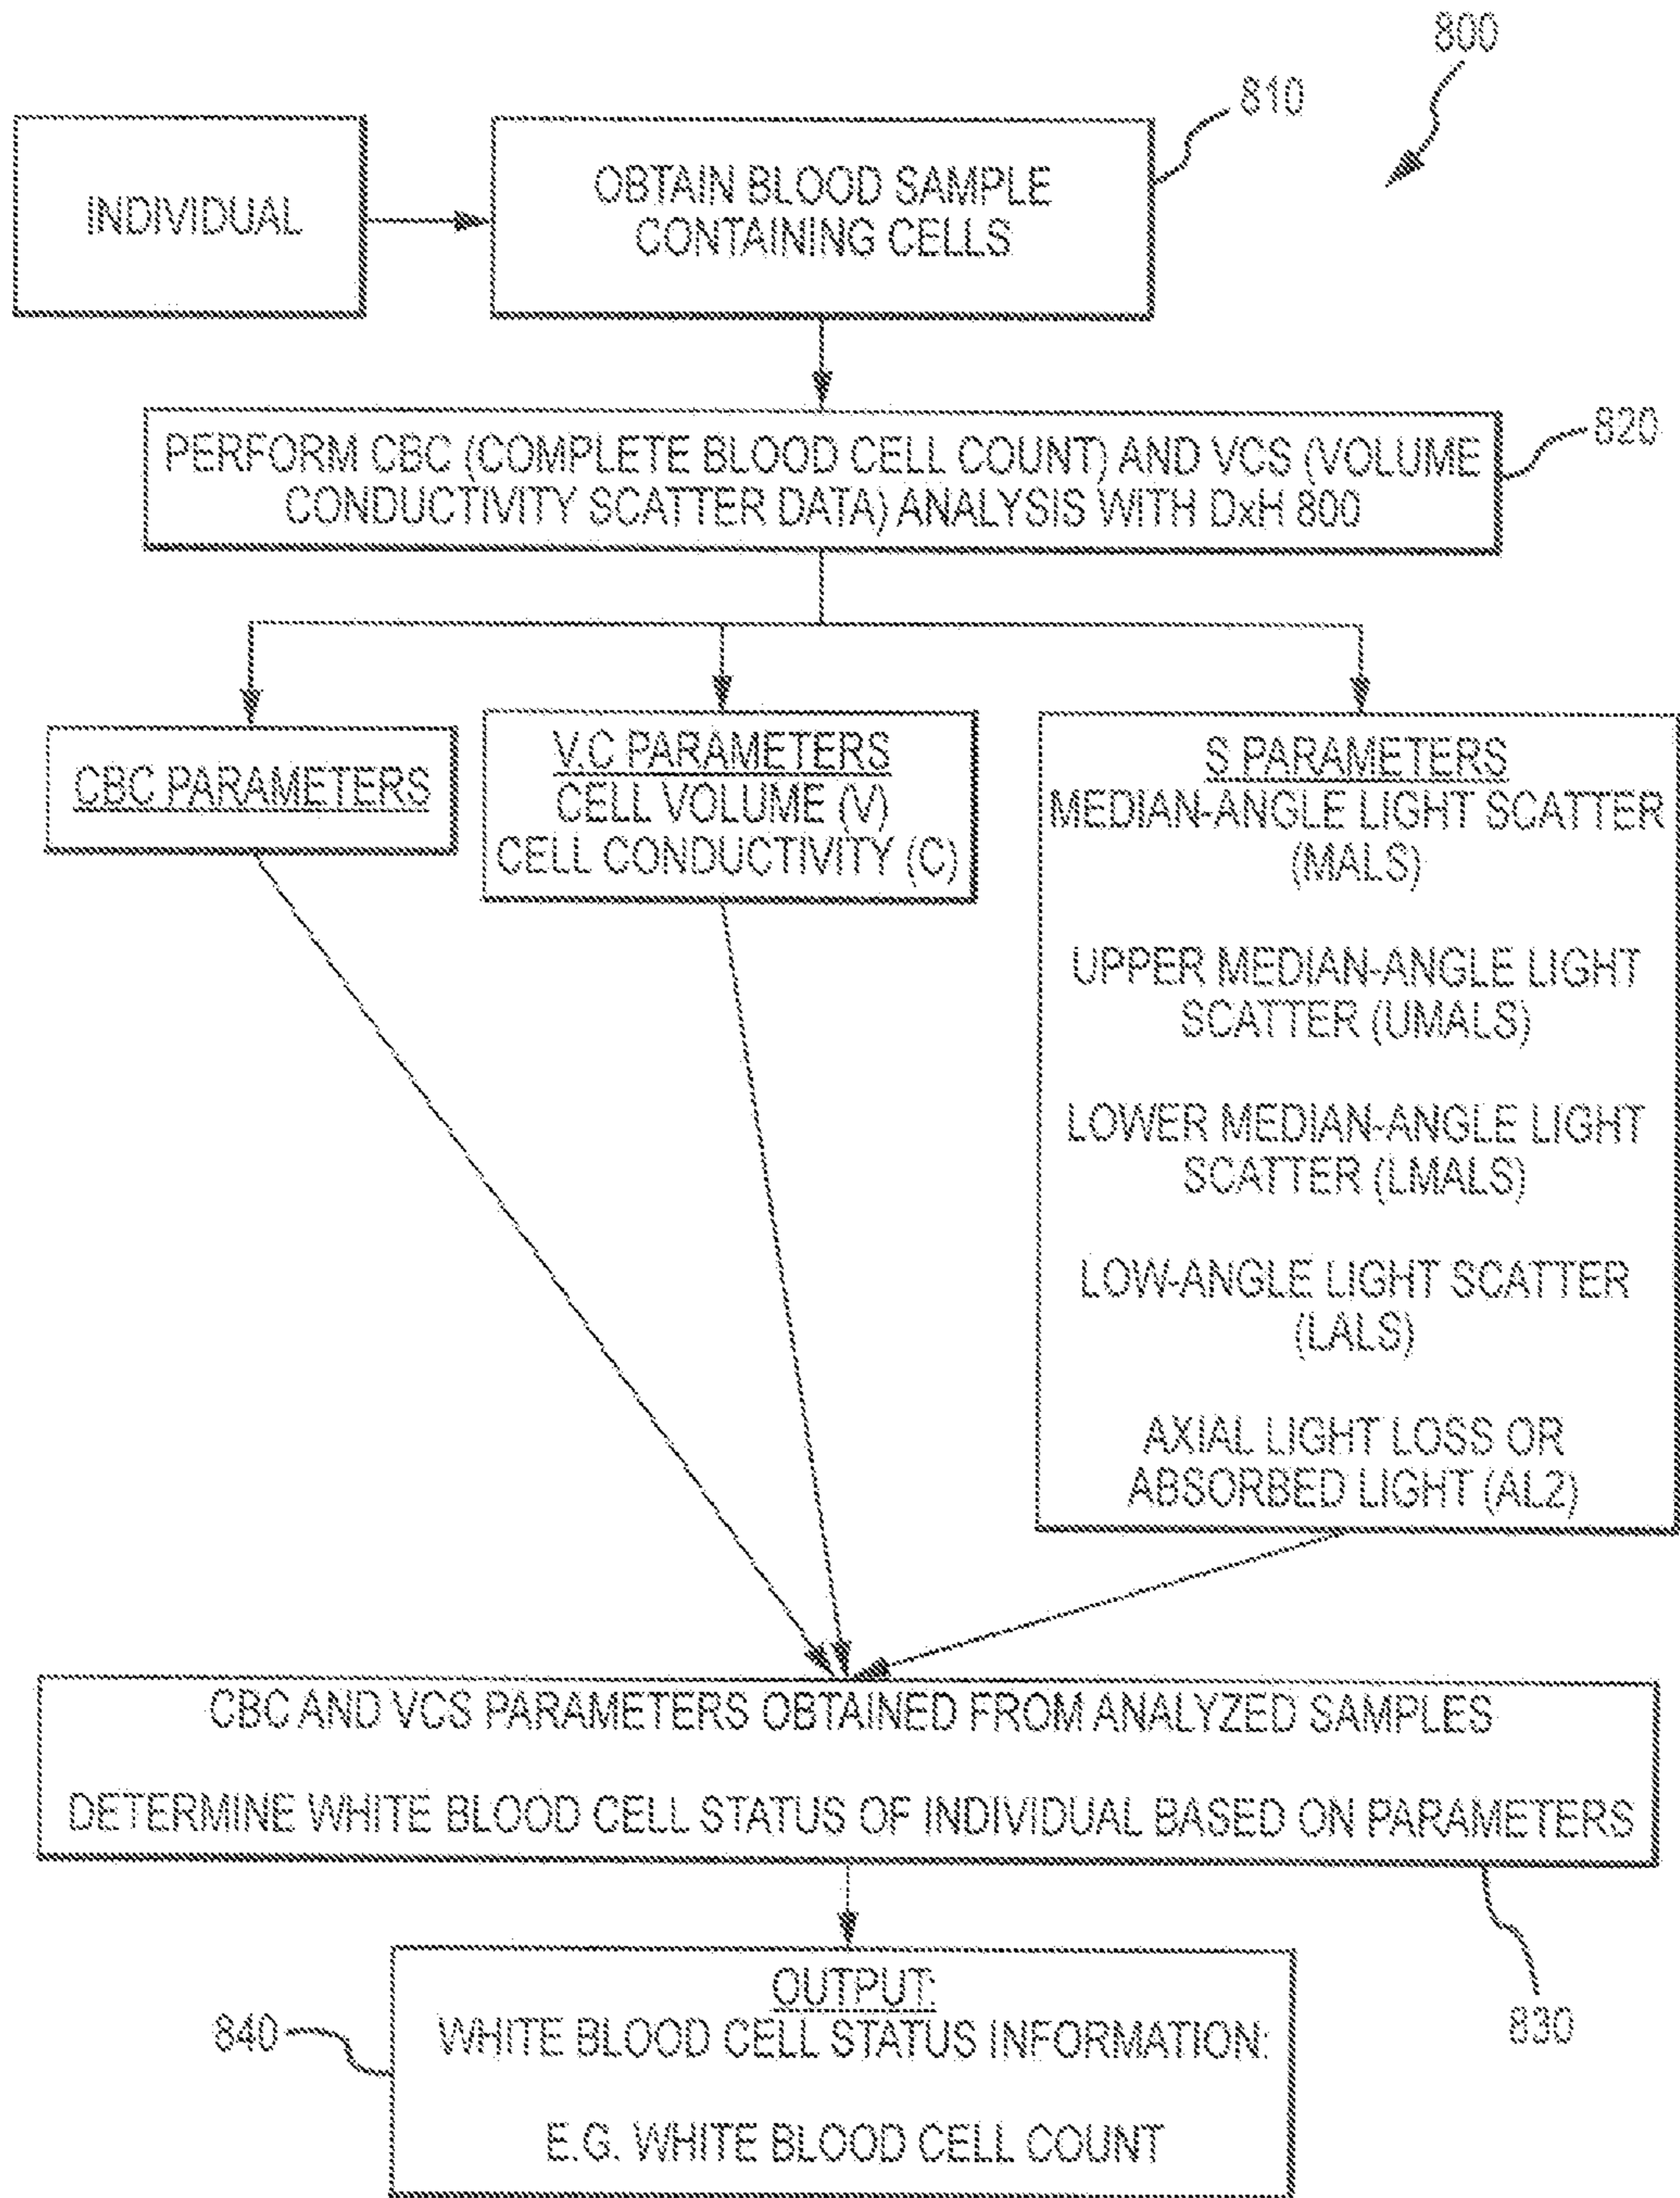 800
810
INDIVIDUAL
OBTAIN BLOOD SAMPLE
CONTAINING CELLS
820
PERFORM CBC (COMPLETE BLOOD CELL COUNT) AND VCS (VOLUME
CONDUCTIVITY SCATTER DATA) ANALYSIS WITH DxH 800
CBC PARAMETERS
V.C PARAMETERS
CELL VOLUME (V)
CELL CONDUCTIVITY (C)
S PARAMETERS
MEDIAN-ANGLE LIGHT SCATTER
(MALS)
UPPER MEDIAN-ANGLE LIGHT
SCATTER (UMALS)
LOWER MEDIAN-ANGLE LIGHT
SCATTER (LMALS)
LOW-ANGLE LIGHT SCATTER
(LALS)
AXIAL LIGHT LOSS OR
ABSORBED LIGHT (AL2)
CBC AND VCS PARAMETERS OBTAINED FROM ANALYZED SAMPLES
DETERMINE WHITE BLOOD CELL STATUS OF INDIVIDUAL BASED ON PARAMETERS
830
840
OUTPUT:
WHITE BLOOD CELL STATUS INFORMATION:
E.G. WHITE BLOOD CELL COUNT